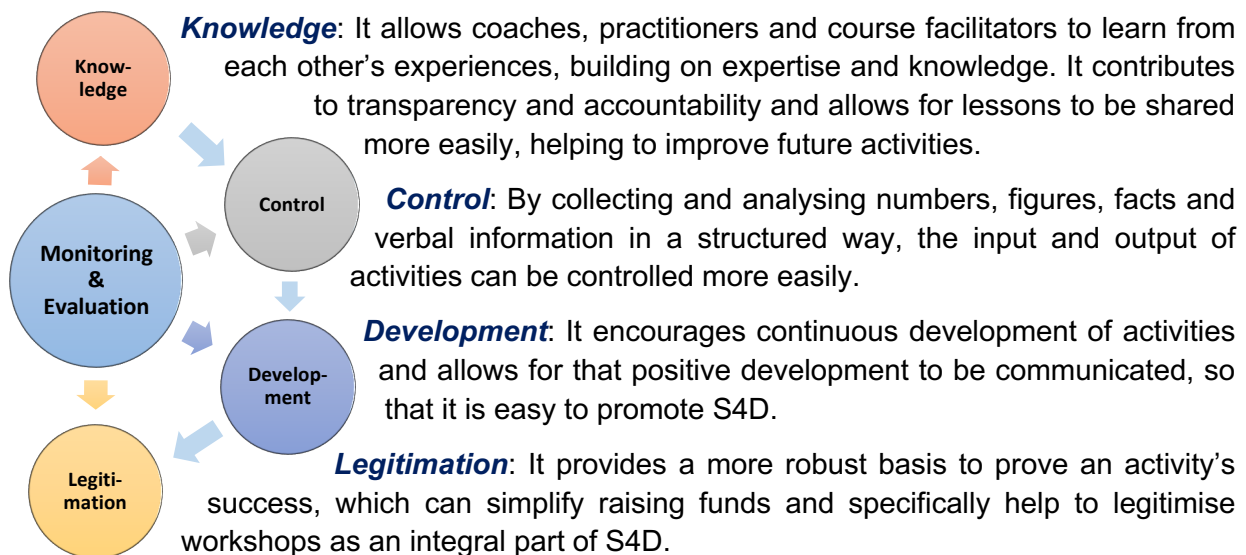 Know-
ledge
Control
Monitoring
&
Evaluation
Develop-
ment
Legiti-
mation
Knowledge: It allows coaches, practitioners and course facilitators to learn from
each other’s experiences, building on expertise and knowledge. It contributes
to transparency and accountability and allows for lessons to be shared
more easily, helping to improve future activities.
Control: By collecting and analysing numbers, figures, facts and
verbal information in a structured way, the input and output of
activities can be controlled more easily.
Development: It encourages continuous development of activities
and allows for that positive development to be communicated, so
that it is easy to promote S4D.
Legitimation: It provides a more robust basis to prove an activity’s
success, which can simplify raising funds and specifically help to legitimise
workshops as an integral part of S4D.